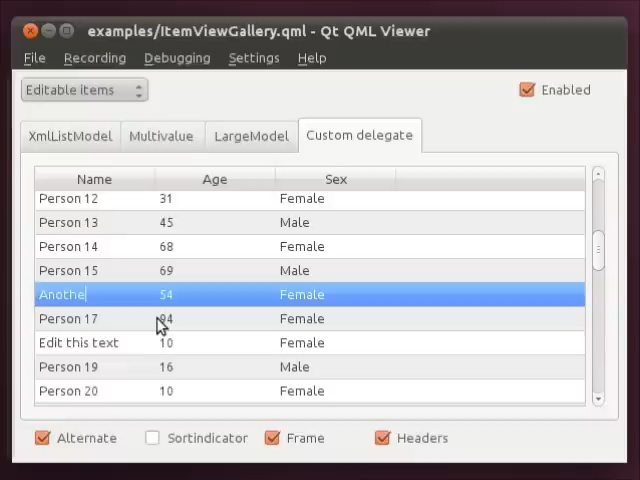 examples/ItemViewGallery.qml - Qt QML Viewer
File Recording Debugging Settings Help
Editable items Enabled
XmlListModel Multivalue LargeModel Custom delegate
Name Age Sex
Person 12 31 Female
Person 13 45 Male
Person 14 68 Female
Person 15 69 Male
Anothe 54 Female
Person 17 94 Female
Edit this text 10 Female
Person 19 16 Male
Person 20 10 Female
Alternate Sortindicator Frame Headers